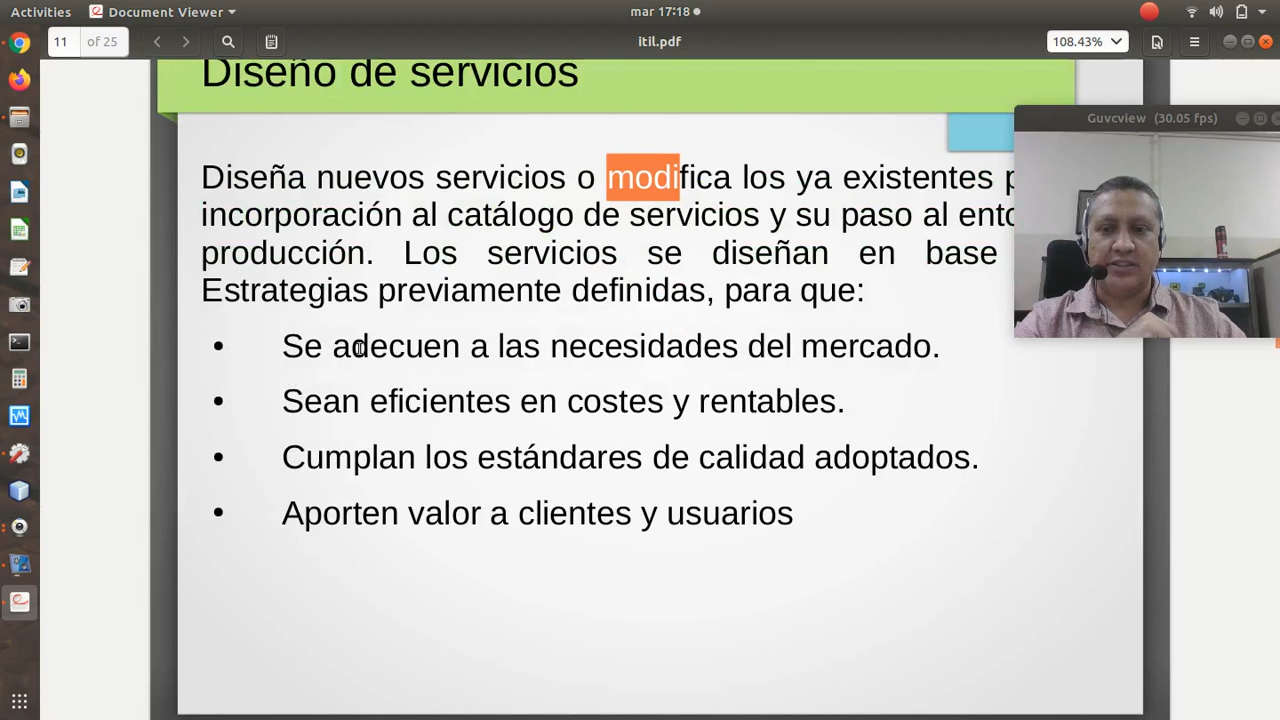 Activities
Document Viewer
mar 17:18
11
of 25
itil.pdf
108.43%
Diseño de servicios
Guvcview (30.05 fps)
Diseña nuevos servicios o modifica los ya existentes
incorporación al catálogo de servicios y su paso al
producción. Los servicios se diseñan en base
Estrategias previamente definidas, para que:
• Se adecuen a las necesidades del mercado.
• Sean eficientes en costes y rentables.
• Cumplan los estándares de calidad adoptados.
• Aporten valor a clientes y usuarios